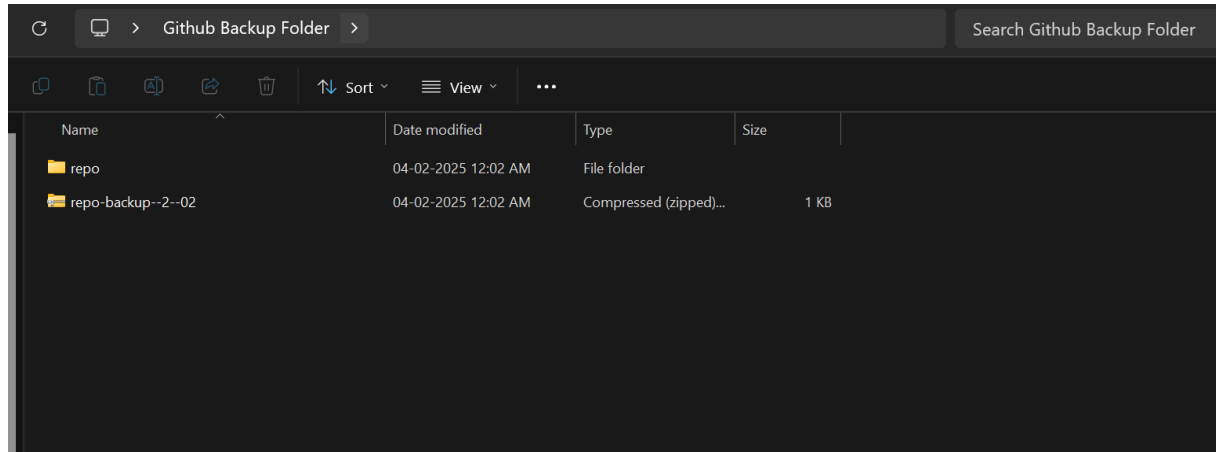 Github Backup Folder
Search Github Backup Folder
Sort View
Name Date modified Type Size
repo 04-02-2025 12:02 AM File folder
repo-backup--2--02 04-02-2025 12:02 AM Compressed (zipped)... 1 KB